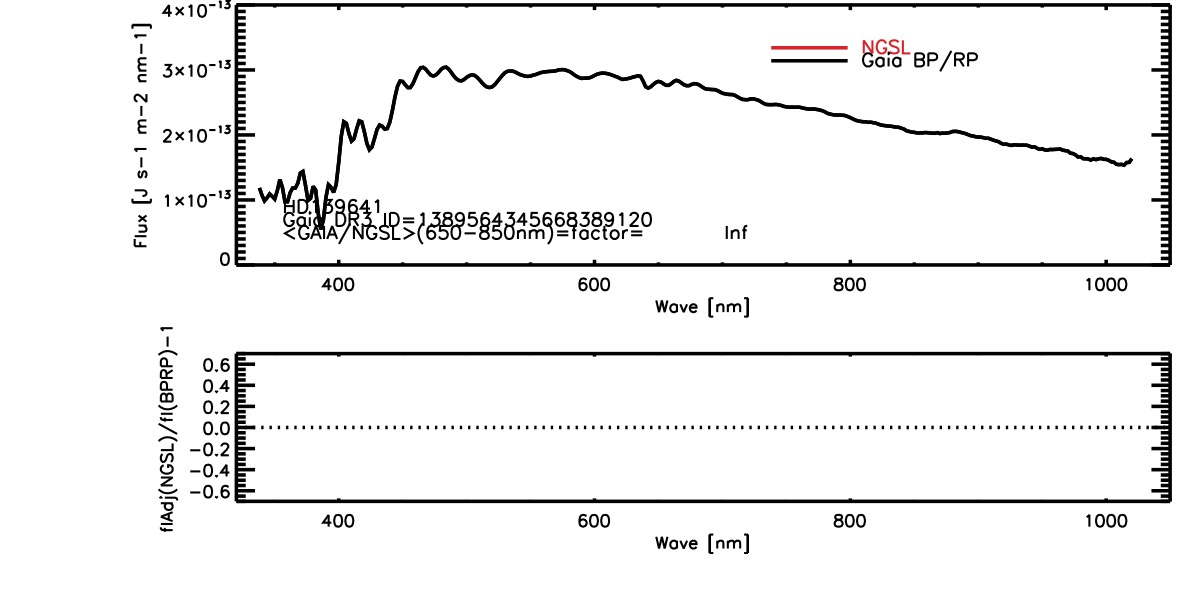 4×10−13
3×10−13
2×10−13
1×10−13
0
Flux [J s−1 m−2 nm−1]
NGSL
Gaia BP/RP
HD139641
Gaia DR3 ID=1389564345668389120
<GAIA/NGSL>(650−850nm)=factor= Inf
400 600 800 1000
Wave [nm]
flAdj(NGSL)/fl(BPRP)−1
0.6
0.4
0.2
0.0
−0.2
−0.4
−0.6
400 600 800 1000
Wave [nm]